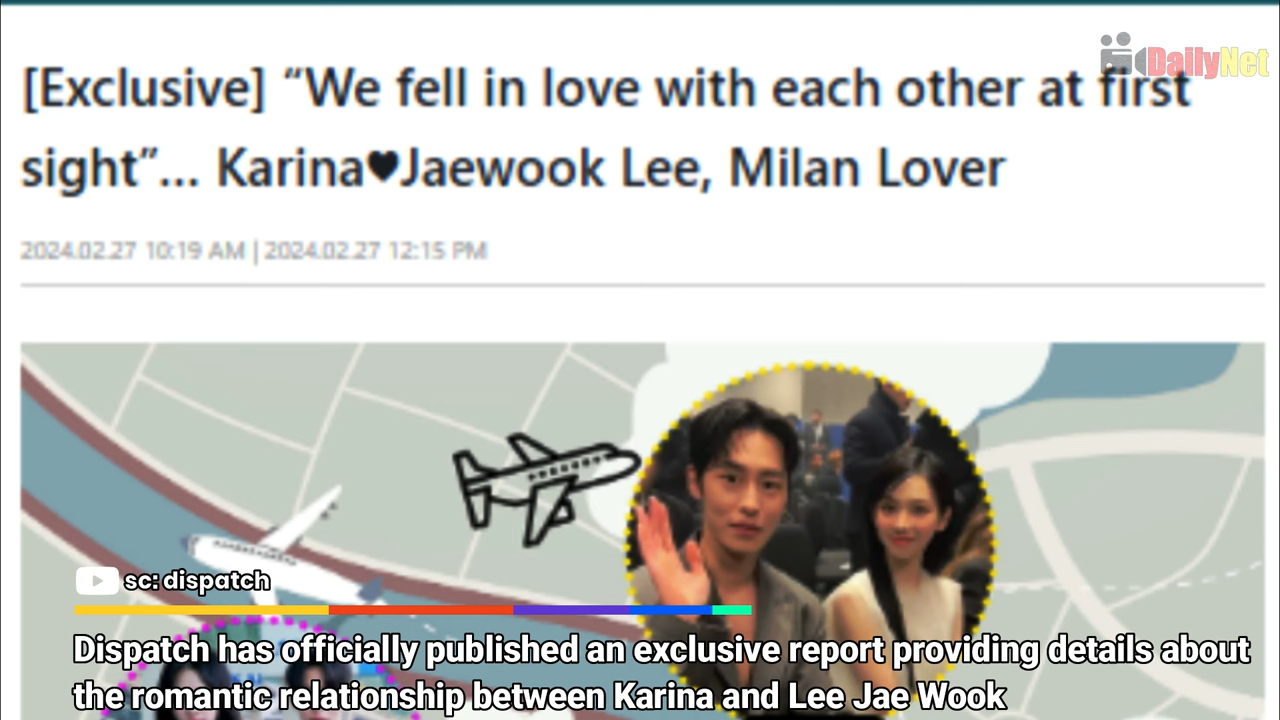 DailyNet
[Exclusive] “We fell in love with each other at first
sight”... Karina♥Jaewook Lee, Milan Lover
2024.02.27 10:19 AM | 2024.02.27 12:15 PM
sc: dispatch
Dispatch has officially published an exclusive report providing details about
the romantic relationship between Karina and Lee Jae Wook